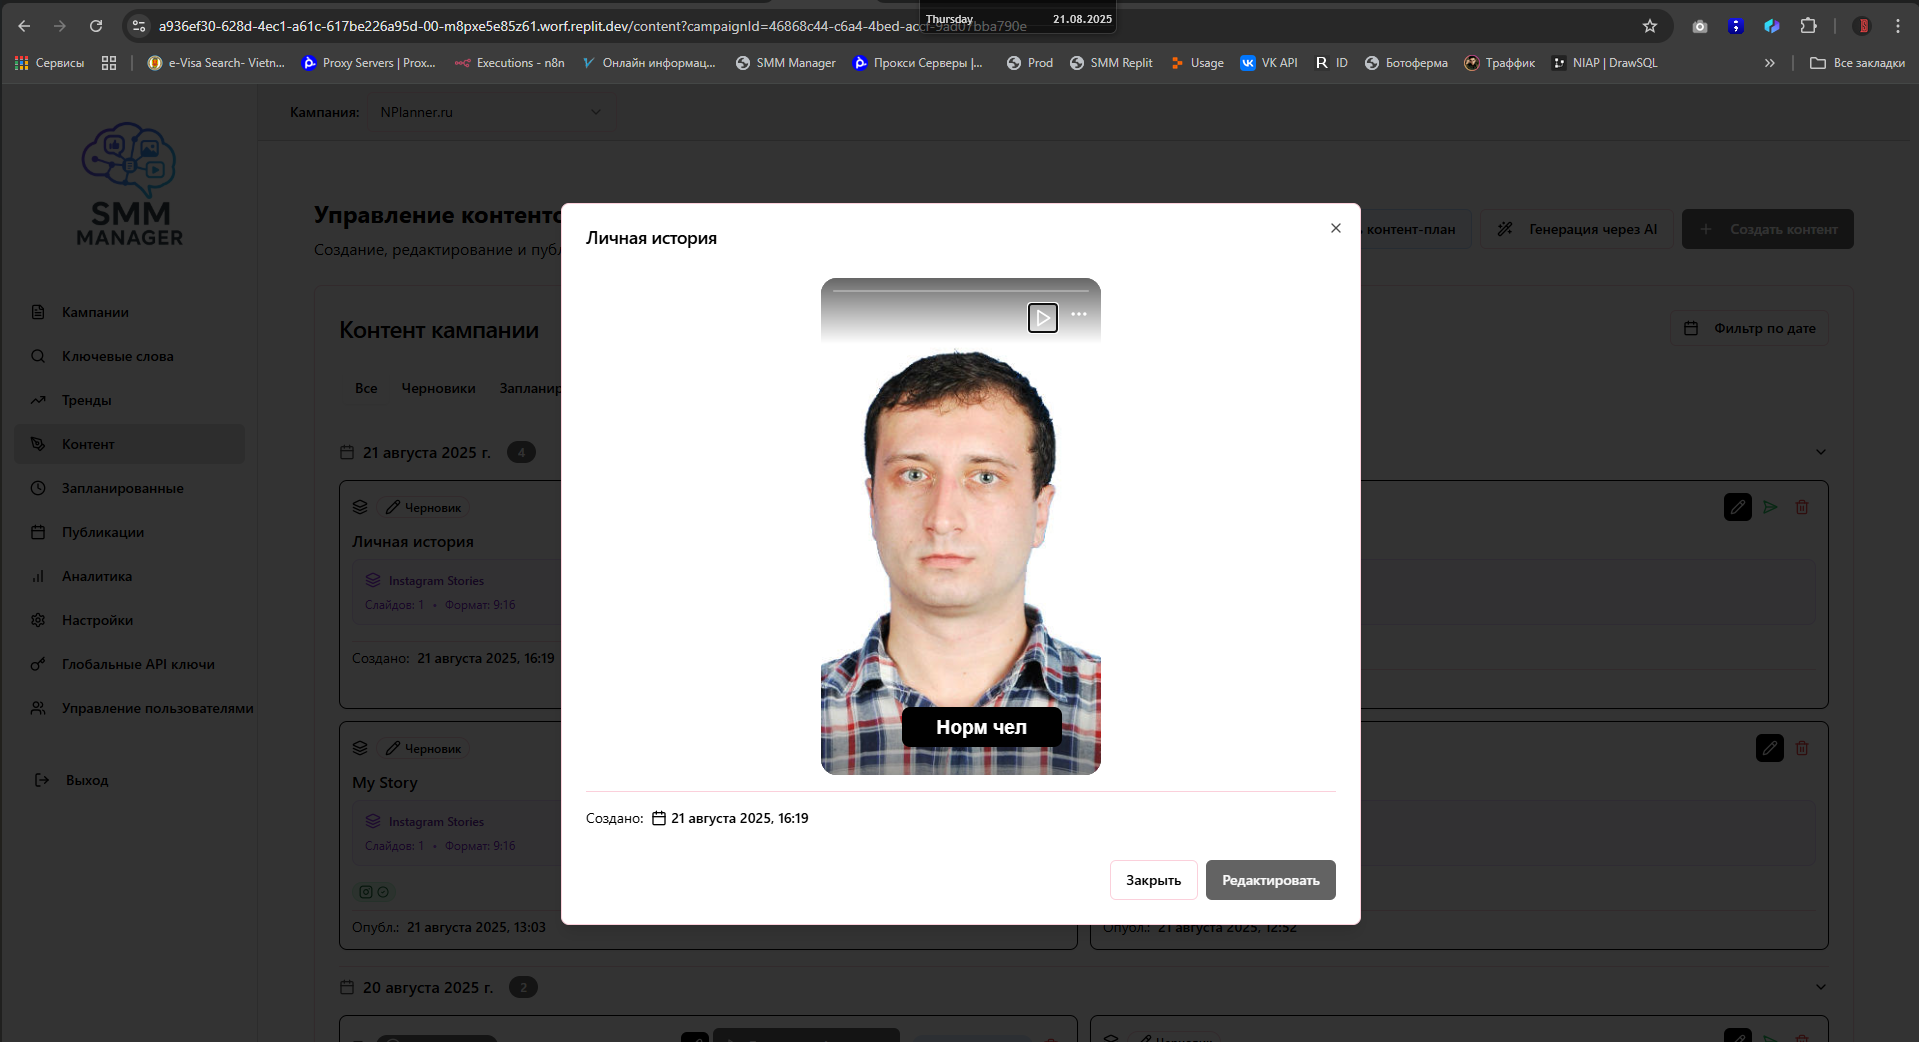 Thursday 21.08.2025
a936ef30-628d-4ec1-a61c-617be226a95d-00-m8pxe5e85z61.worf.replit.dev/content?campaignId=46868c44-c6a4-4bed-accf-9ad07bba790e
Сервисы e-Visa Search- Vietn... Proxy Servers | Prox... Executions - n8n Онлайн информац... SMM Manager Прокси Серверы |... Prod SMM Replit Usage VK API ID Ботоферма Траффик NIAP | DrawSQL » Все закладки
Кампания: NPlanner.ru
SMM
MANAGER
Кампании
Ключевые слова
Тренды
Контент
Запланированные
Публикации
Аналитика
Настройки
Глобальные API ключи
Управление пользователями
Выход
Управление контентс
Создание, редактирование и публ
контент-план Генерация через AI + Создать контент
Контент кампании
Фильтр по дате
Все Черновики Запланир
21 августа 2025 г. 4
Черновик
Личная история
Instagram Stories
Слайдов: 1 • Формат: 9:16
Создано: 21 августа 2025, 16:19
Черновик
My Story
Instagram Stories
Слайдов: 1 • Формат: 9:16
Опубл.: 21 августа 2025, 13:03
Опубл.: 21 августа 2025, 12:52
20 августа 2025 г. 2
Черновик
Личная история
Норм чел
Создано: 21 августа 2025, 16:19
Закрыть Редактировать